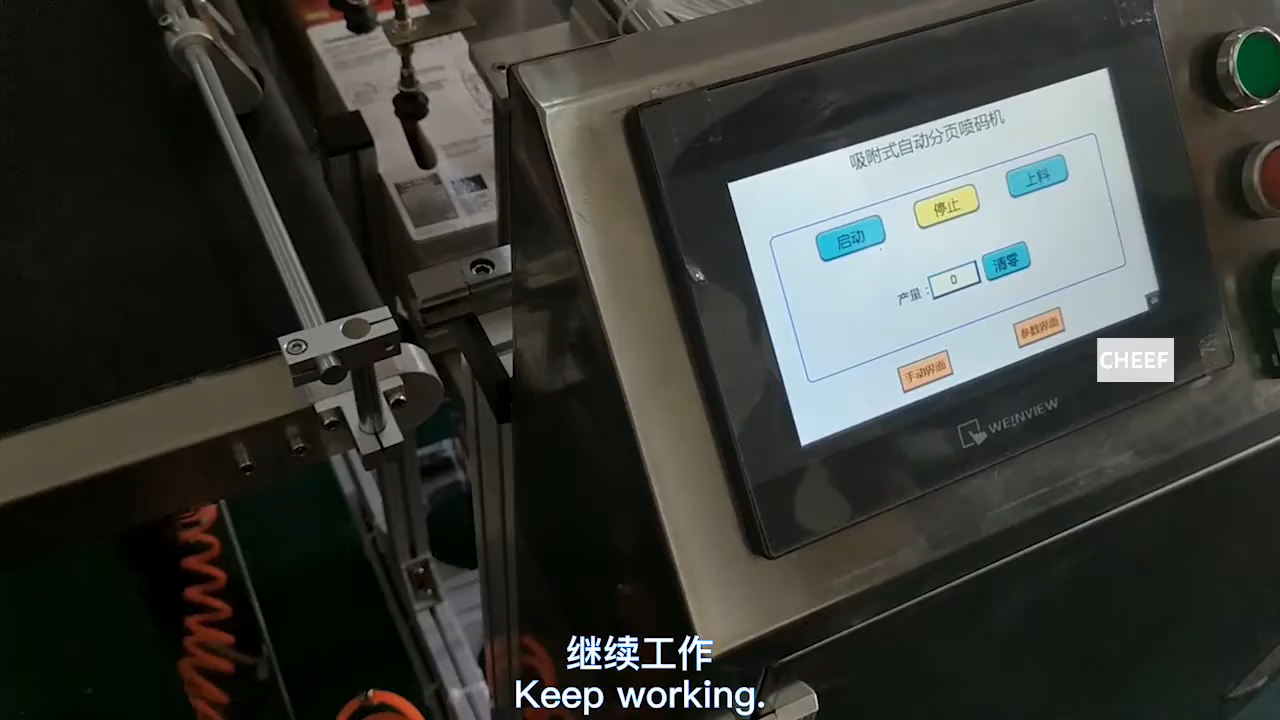 吸附式自动分页喷码机
启动
停止
上料
产量：
0
清零
手动界面
参数界面
WEINVIEW
CHEEF
继续工作
Keep working.